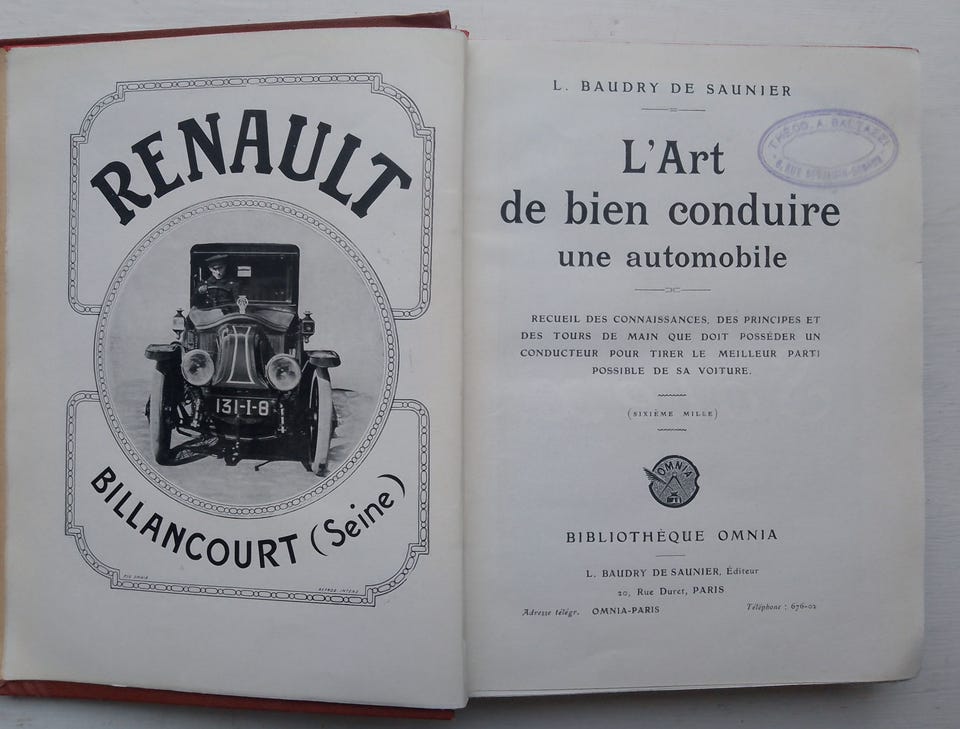 RENAULT
131-I-8
BILLANCOURT (Seine)
L. BAUDRY DE SAUNIER
THÉOD. A. BALTAZZI
L'Art
de bien conduire
une automobile
RECUEIL DES CONNAISSANCES, DES PRINCIPES ET
DES TOURS DE MAIN QUE DOIT POSSÉDER UN
CONDUCTEUR POUR TIRER LE MEILLEUR PARTI
POSSIBLE DE SA VOITURE.
(SIXIÈME MILLE)
OMNIA
BIBLIOTHÈQUE OMNIA
L. BAUDRY DE SAUNIER, Éditeur
20, Rue Duret, PARIS
Adresse télégr. OMNIA-PARIS Téléphone : 676-02